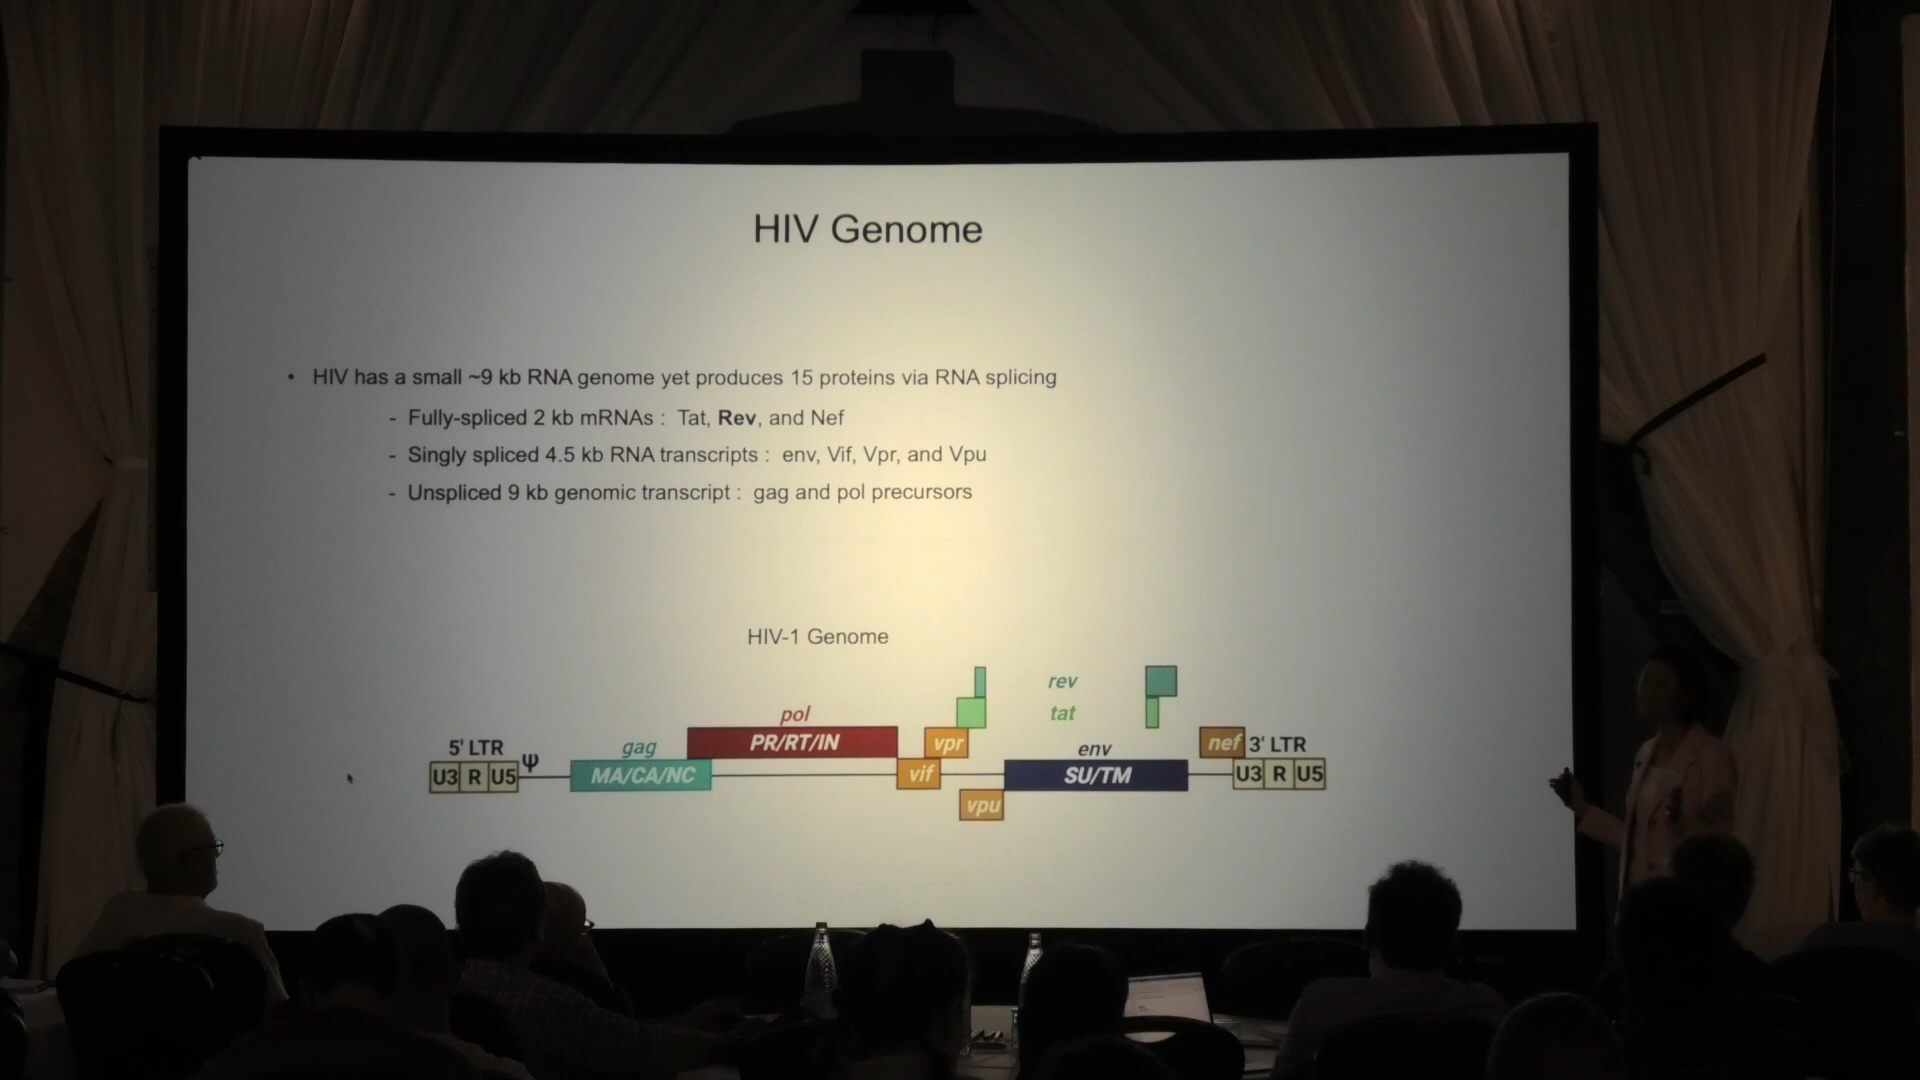 HIV Genome
• HIV has a small ~9 kb RNA genome yet produces 15 proteins via RNA splicing
- Fully-spliced 2 kb mRNAs : Tat, Rev, and Nef
- Singly spliced 4.5 kb RNA transcripts : env, Vif, Vpr, and Vpu
- Unspliced 9 kb genomic transcript : gag and pol precursors
HIV-1 Genome
rev
pol tat
5' LTR ψ gag PR/RT/IN vpr env nef 3' LTR
U3 R U5 MA/CA/NC vif SU/TM U3 R U5
vpu